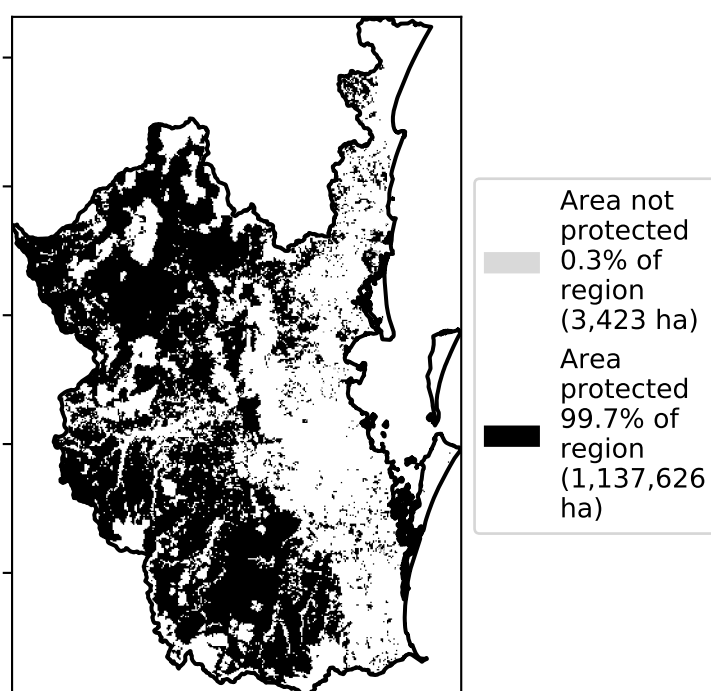 Area not
protected
0.3% of
region
(3,423 ha)
Area
protected
99.7% of
region
(1,137,626
ha)